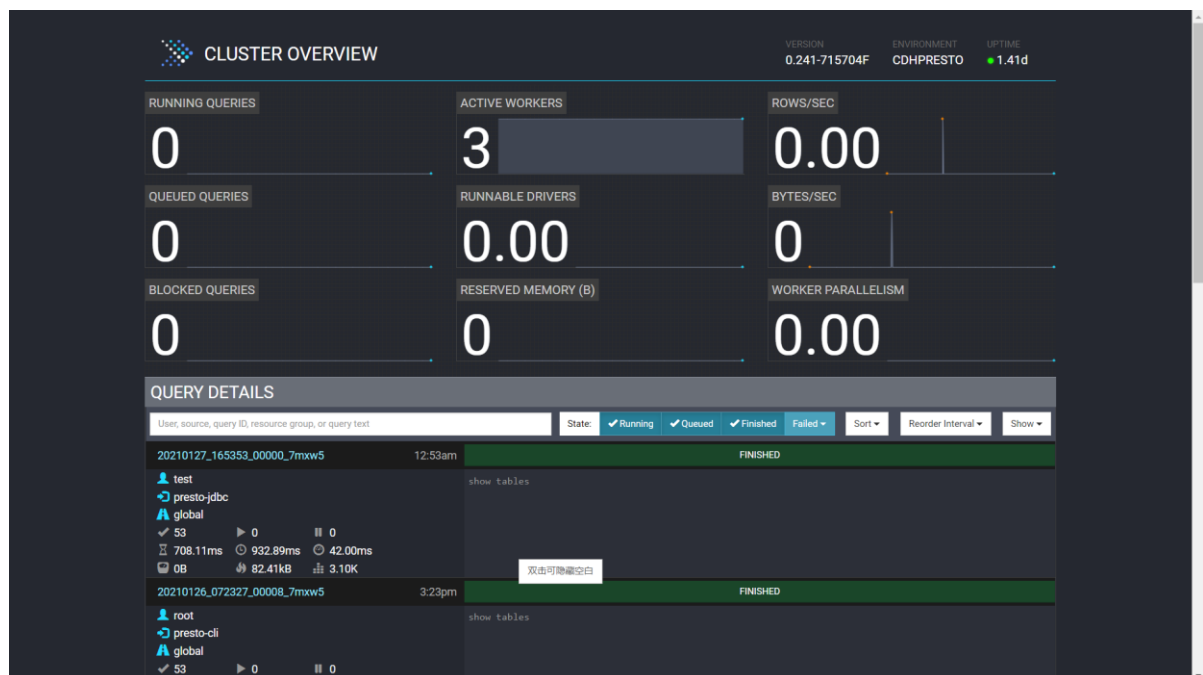 CLUSTER OVERVIEW
VERSION ENVIRONMENT UPTIME
0.241-715704F CDHPRESTO 1.41d
RUNNING QUERIES ACTIVE WORKERS ROWS/SEC
0 3 0.00
QUEUED QUERIES RUNNABLE DRIVERS BYTES/SEC
0 0.00 0
BLOCKED QUERIES RESERVED MEMORY (B) WORKER PARALLELISM
0 0 0.00
QUERY DETAILS
User, source, query ID, resource group, or query text State: Running Queued Finished Failed Sort Reorder Interval Show
20210127_165353_00000_7mxw5 12:53am FINISHED
test show tables
presto-jdbc
global
53 0 0
708.11ms 932.89ms 42.00ms
0B 82.41kB 3.10K
双击可隐藏空白
20210126_072327_00008_7mxw5 3:23pm FINISHED
root show tables
presto-cli
global
53 0 0